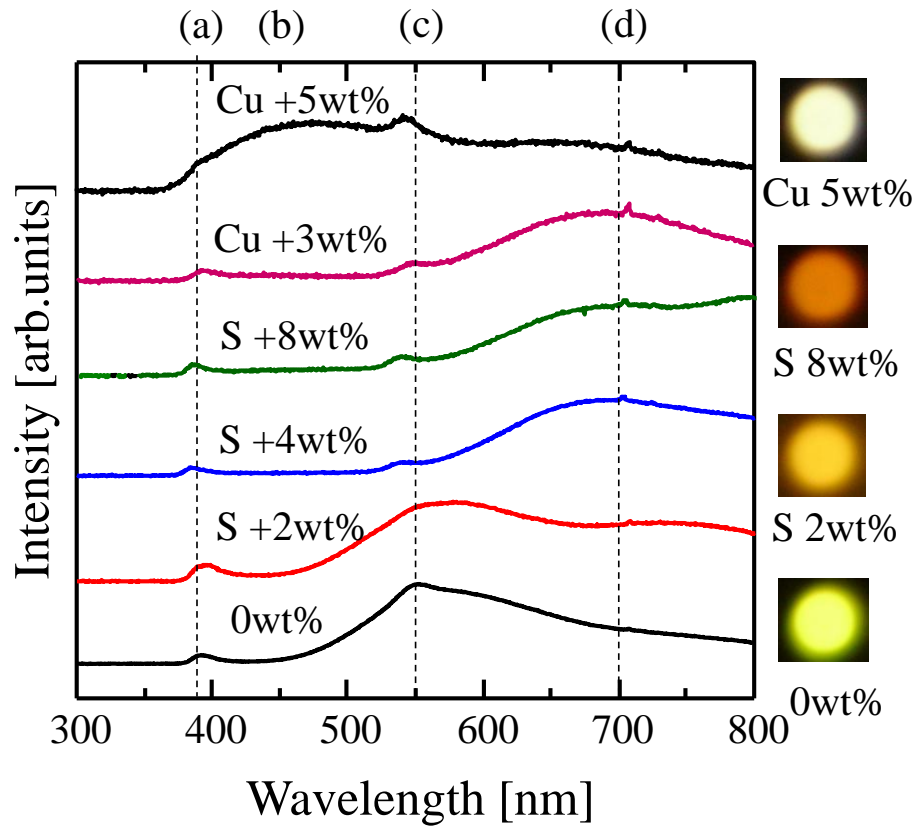 (a) (b) (c) (d)
Cu +5wt%
Cu 5wt%
Cu +3wt%
S +8wt%
S 8wt%
S +4wt%
S +2wt%
S 2wt%
0wt%
0wt%
300 400 500 600 700 800
Wavelength [nm]
Intensity [arb.units]